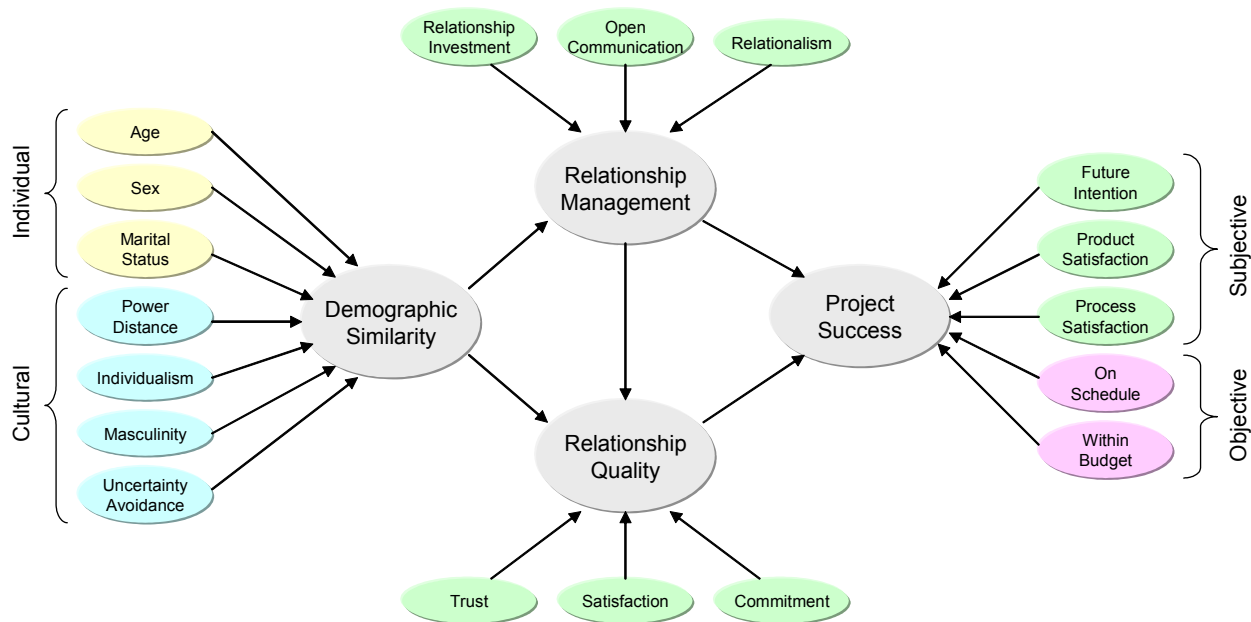 Relationship
Investment
Open
Communication
Relationalism
Individual
Age
Sex
Marital
Status
Cultural
Power
Distance
Individualism
Masculinity
Uncertainty
Avoidance
Demographic
Similarity
Relationship
Management
Relationship
Quality
Project
Success
Future
Intention
Product
Satisfaction
Process
Satisfaction
Subjective
On
Schedule
Within
Budget
Objective
Trust
Satisfaction
Commitment